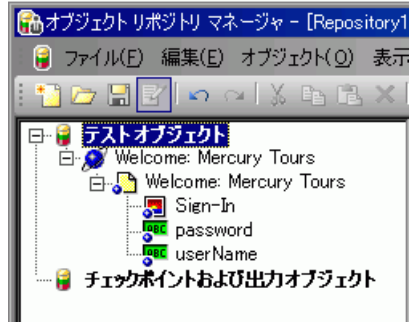 オブジェクト リポジトリ マネージャ - [Repository1
ファイル(F) 編集(E) オブジェクト(O) 表示
テストオブジェクト
Welcome: Mercury Tours
Welcome: Mercury Tours
Sign-In
ABC password
ABC userName
チェックポイントおよび出力オブジェクト